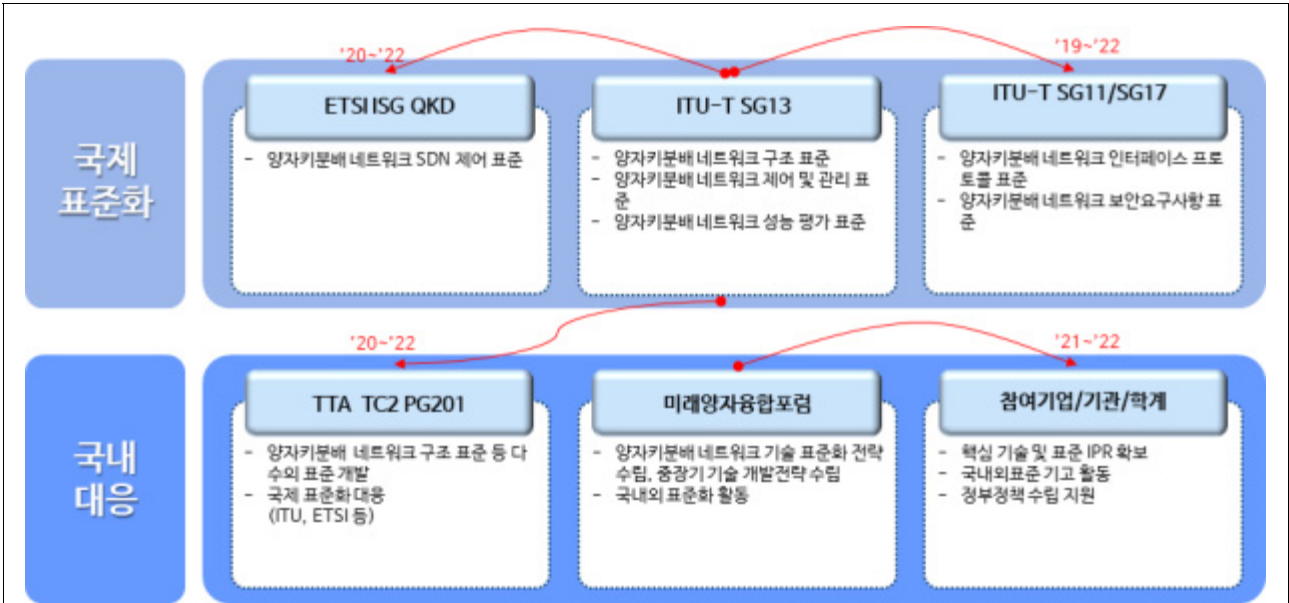 '20~'22
'19~'22
국제
표준화
ETSI ISG QKD
- 양자키분배 네트워크 SDN 제어 표준
ITU-T SG13
- 양자키분배 네트워크 구조 표준
- 양자키분배 네트워크 제어 및 관리 표
준
- 양자키분배 네트워크 성능 평가 표준
ITU-T SG11/SG17
- 양자키분배 네트워크 인터페이스 프로
토콜 표준
- 양자키분배 네트워크 보안요구사항 표
준
'20~'22
'21~'22
국내
대응
TTA TC2 PG201
- 양자키분배 네트워크 구조 표준 등 다
수의 표준 개발
- 국제 표준화 대응
(ITU, ETSI 등)
미래양자융합포럼
- 양자키분배 네트워크 기술 표준화 전략
수립, 중장기 기술 개발전략 수립
- 국내외 표준화 활동
참여기업/기관/학계
- 핵심 기술 및 표준 IPR 확보
- 국내외표준 기고 활동
- 정부정책 수립 지원